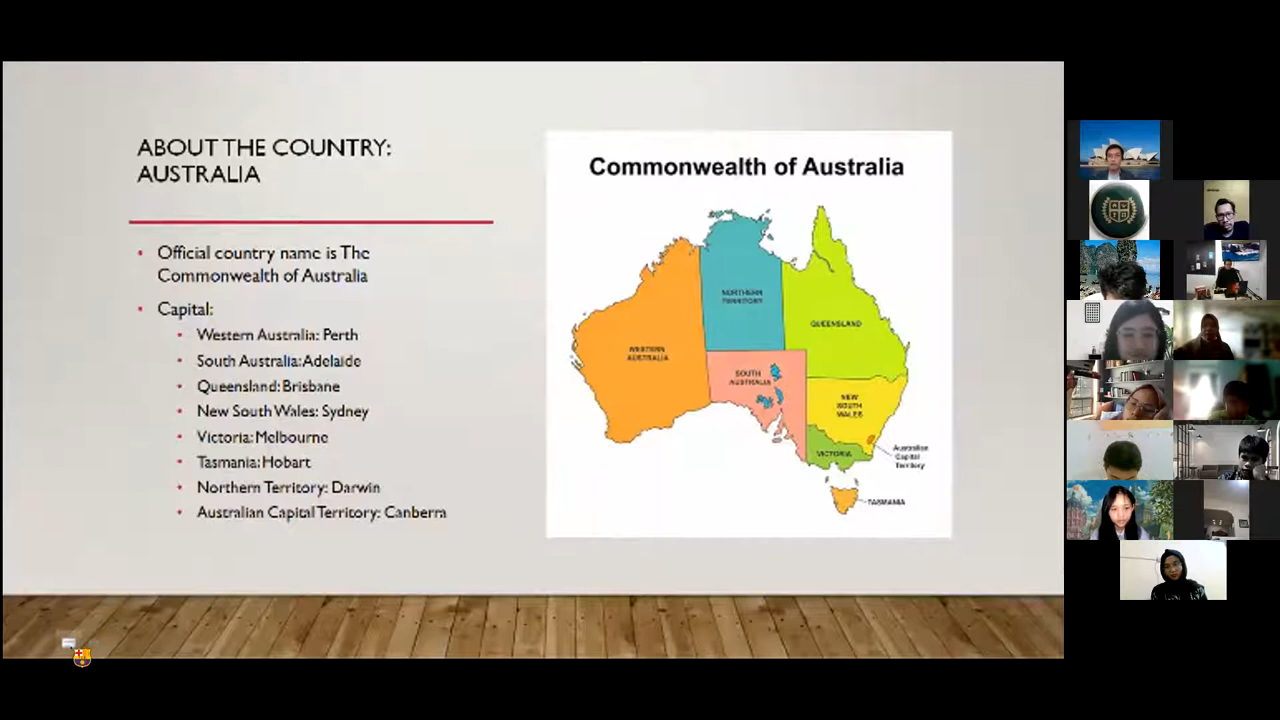 ABOUT THE COUNTRY:
AUSTRALIA
Official country name is The
Commonwealth of Australia
Capital:
Western Australia: Perth
South Australia: Adelaide
Queensland: Brisbane
New South Wales: Sydney
Victoria: Melbourne
Tasmania: Hobart
Northern Territory: Darwin
Australian Capital Territory: Canberra
Commonwealth of Australia
NORTHERN
TERRITORY
QUEENSLAND
WESTERN
AUSTRALIA
SOUTH
AUSTRALIA
NEW
SOUTH
WALES
VICTORIA
Australian
Capital
Territory
TASMANIA